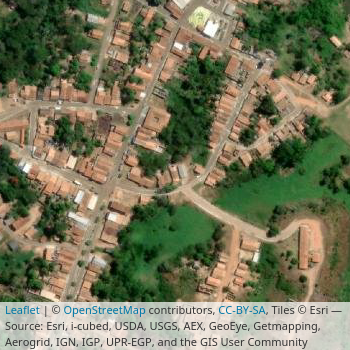 Leaflet | © OpenStreetMap contributors, CC-BY-SA, Tiles © Esri —
Source: Esri, i-cubed, USDA, USGS, AEX, GeoEye, Getmapping,
Aerogrid, IGN, IGP, UPR-EGP, and the GIS User Community